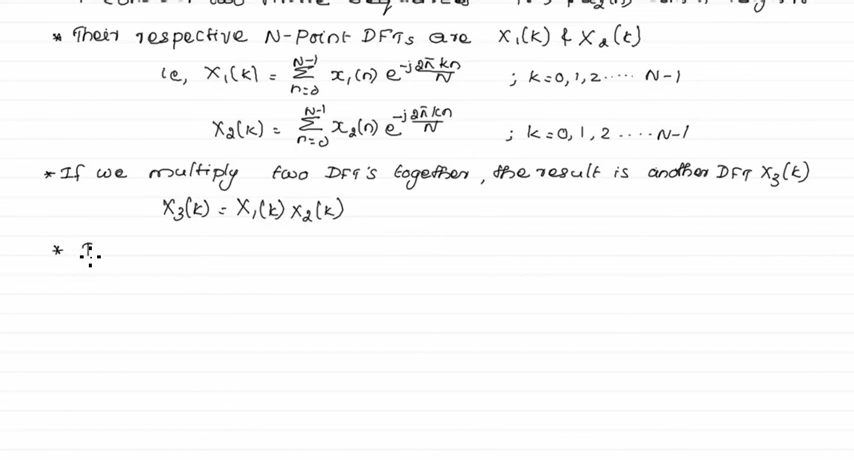 * Their respective N-Point DFTs are X₁(k) & X₂(k)
ie, X₁(k) = Σ_{n=0}^{N-1} x₁(n) e^{-j2πkn/N} ; k=0,1,2····· N-1
X₂(k) = Σ_{n=0}^{N-1} x₂(n) e^{-j2πkn/N} ; k=0,1,2 ····· N-1
* If we multiply two DFT's together, the result is another DFT X₃(k)
X₃(k) = X₁(k) X₂(k)
*